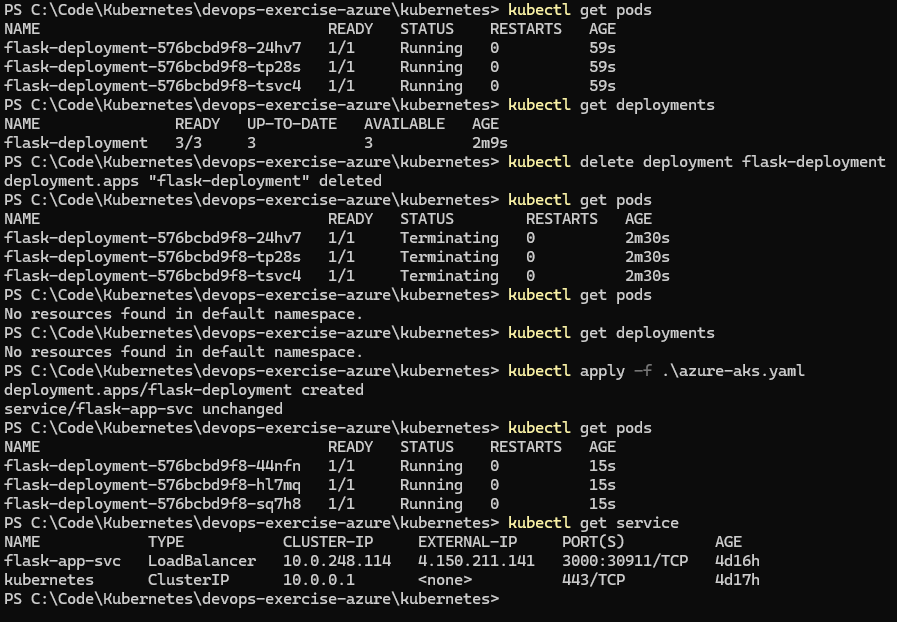 PS C:\Code\Kubernetes\devops-exercise-azure\kubernetes> kubectl get pods
NAME                                READY   STATUS    RESTARTS   AGE
flask-deployment-576bcbd9f8-24hv7   1/1     Running   0          59s
flask-deployment-576bcbd9f8-tp28s   1/1     Running   0          59s
flask-deployment-576bcbd9f8-tsvc4   1/1     Running   0          59s
PS C:\Code\Kubernetes\devops-exercise-azure\kubernetes> kubectl get deployments
NAME               READY   UP-TO-DATE   AVAILABLE   AGE
flask-deployment   3/3     3            3           2m9s
PS C:\Code\Kubernetes\devops-exercise-azure\kubernetes> kubectl delete deployment flask-deployment
deployment.apps "flask-deployment" deleted
PS C:\Code\Kubernetes\devops-exercise-azure\kubernetes> kubectl get pods
NAME                                READY   STATUS        RESTARTS   AGE
flask-deployment-576bcbd9f8-24hv7   1/1     Terminating   0          2m30s
flask-deployment-576bcbd9f8-tp28s   1/1     Terminating   0          2m30s
flask-deployment-576bcbd9f8-tsvc4   1/1     Terminating   0          2m30s
PS C:\Code\Kubernetes\devops-exercise-azure\kubernetes> kubectl get pods
No resources found in default namespace.
PS C:\Code\Kubernetes\devops-exercise-azure\kubernetes> kubectl get deployments
No resources found in default namespace.
PS C:\Code\Kubernetes\devops-exercise-azure\kubernetes> kubectl apply -f .\azure-aks.yaml
deployment.apps/flask-deployment created
service/flask-app-svc unchanged
PS C:\Code\Kubernetes\devops-exercise-azure\kubernetes> kubectl get pods
NAME                                READY   STATUS    RESTARTS   AGE
flask-deployment-576bcbd9f8-44nfn   1/1     Running   0          15s
flask-deployment-576bcbd9f8-hl7mq   1/1     Running   0          15s
flask-deployment-576bcbd9f8-sq7h8   1/1     Running   0          15s
PS C:\Code\Kubernetes\devops-exercise-azure\kubernetes> kubectl get service
NAME            TYPE           CLUSTER-IP     EXTERNAL-IP     PORT(S)          AGE
flask-app-svc   LoadBalancer   10.0.248.114   4.150.211.141   3000:30911/TCP   4d16h
kubernetes      ClusterIP      10.0.0.1       <none>          443/TCP          4d17h
PS C:\Code\Kubernetes\devops-exercise-azure\kubernetes>